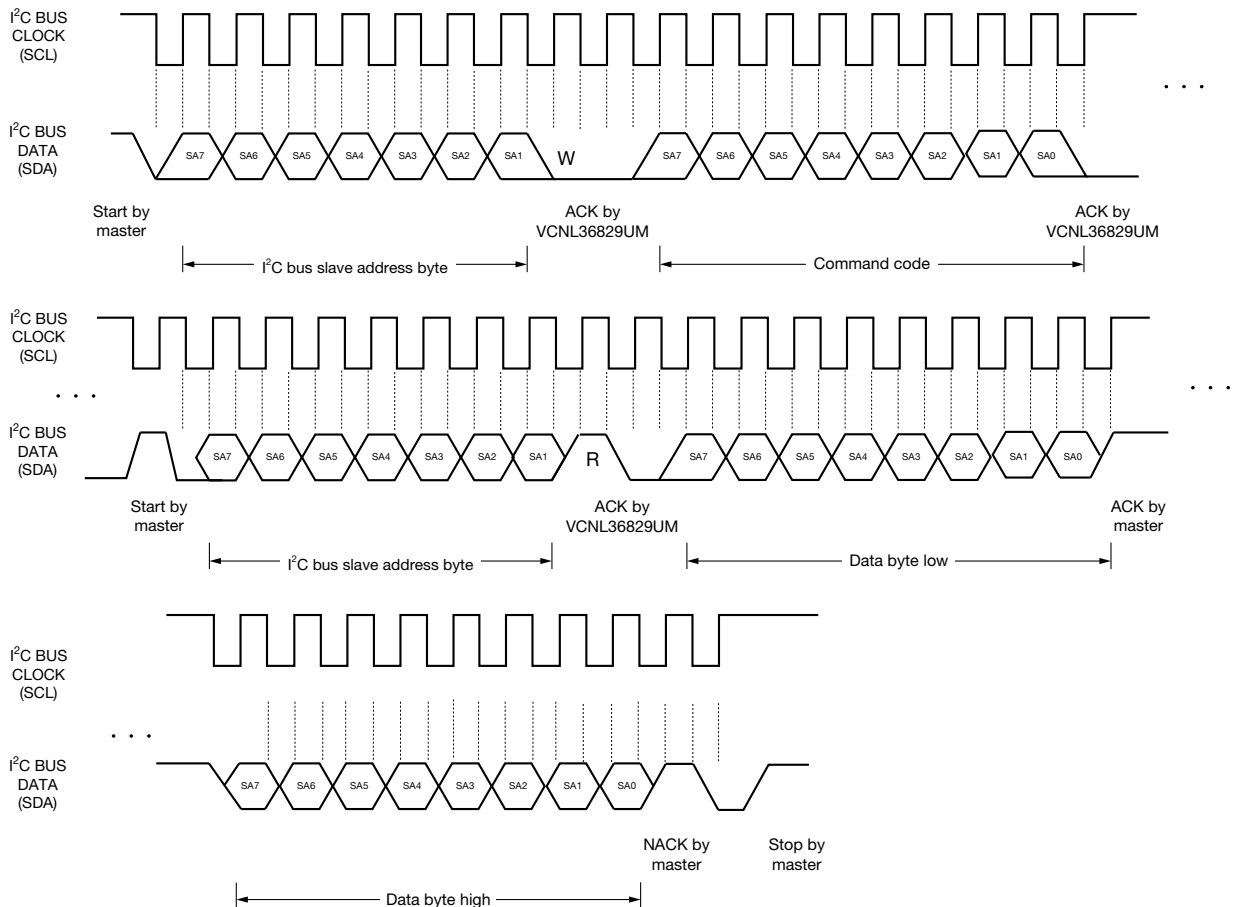 I²C BUS
CLOCK
(SCL)
. . .
I²C BUS
DATA
(SDA)
SA7 SA6 SA5 SA4 SA3 SA2 SA1 W SA7 SA6 SA5 SA4 SA3 SA2 SA1 SA0
Start by
master
ACK by
VCNL36829UM
ACK by
VCNL36829UM
I²C bus slave address byte
Command code
I²C BUS
CLOCK
(SCL)
. . .
. . .
I²C BUS
DATA
(SDA)
SA7 SA6 SA5 SA4 SA3 SA2 SA1 R SA7 SA6 SA5 SA4 SA3 SA2 SA1 SA0
Start by
master
ACK by
VCNL36829UM
ACK by
master
I²C bus slave address byte
Data byte low
I²C BUS
CLOCK
(SCL)
. . .
I²C BUS
DATA
(SDA)
SA7 SA6 SA5 SA4 SA3 SA2 SA1 SA0
NACK by
master
Stop by
master
Data byte high